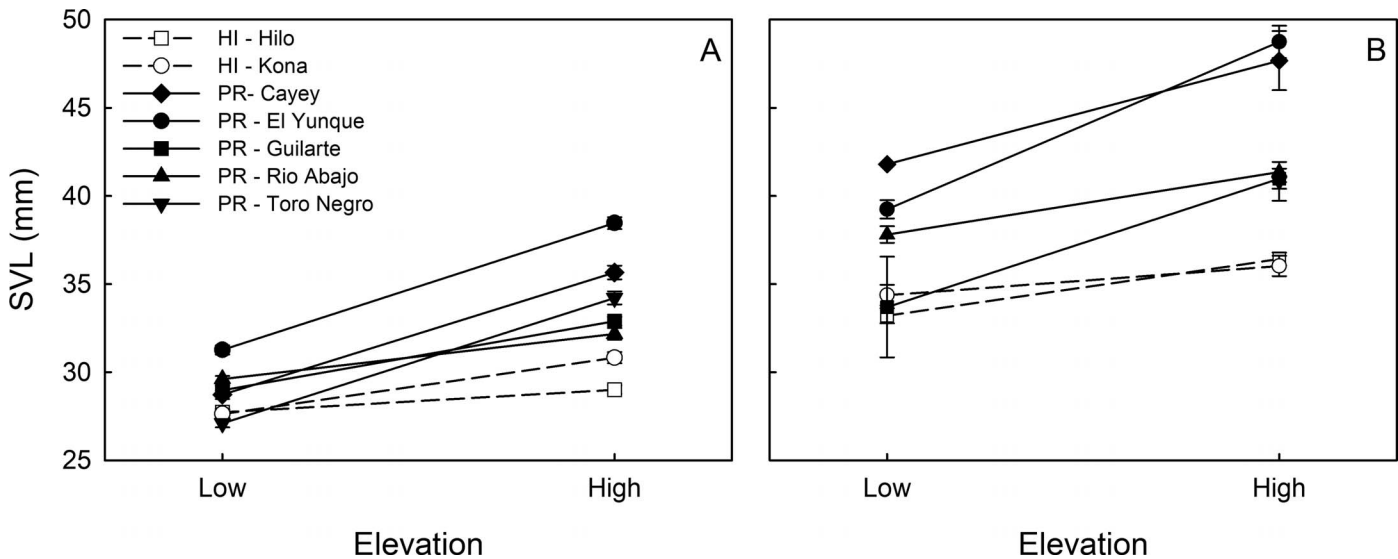 50
45
40
35
30
25
SVL (mm)
HI - Hilo
HI - Kona
PR- Cayey
PR - El Yunque
PR - Guilarte
PR - Rio Abajo
PR - Toro Negro
A
Low
High
Elevation
B
Low
High
Elevation